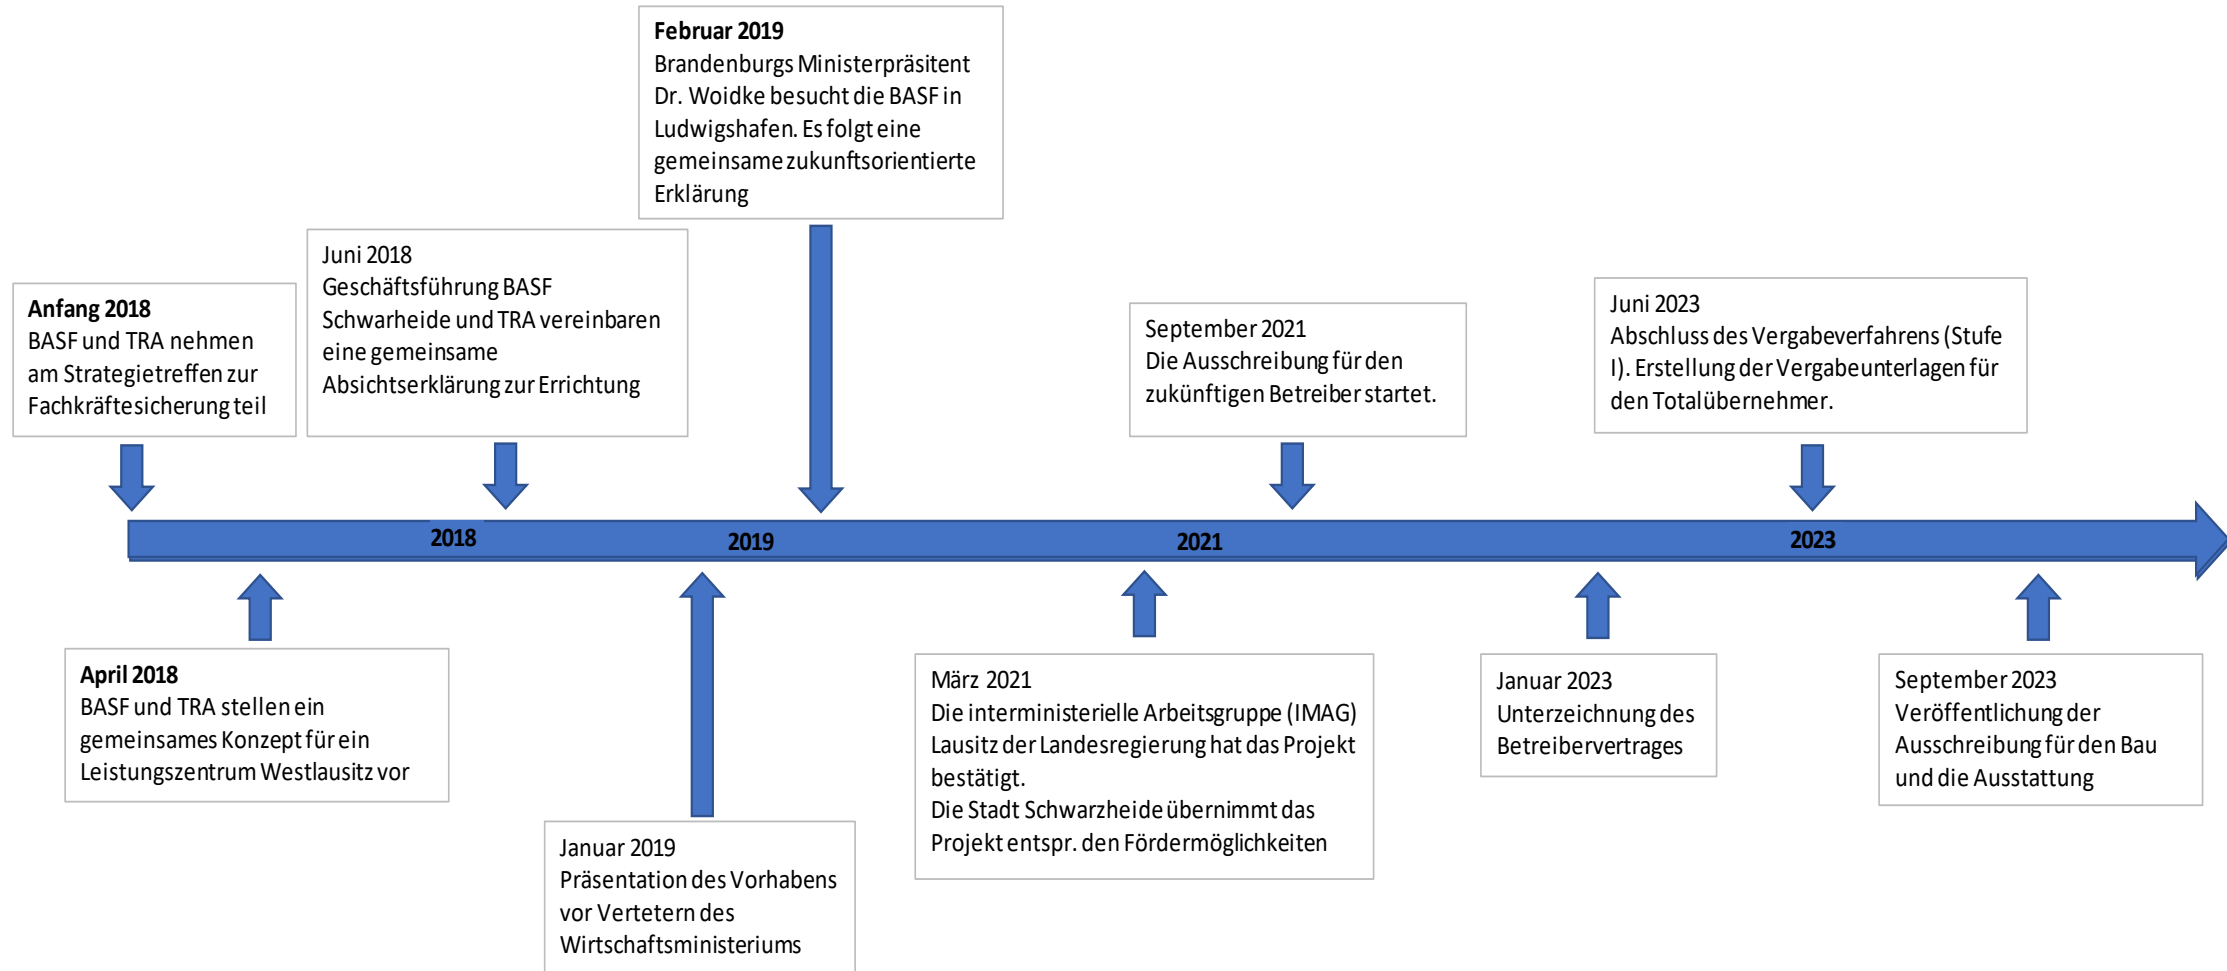 Februar 2019
Brandenburgs Ministerpräsitent
Dr. Woidke besucht die BASF in
Ludwigshafen. Es folgt eine
gemeinsame zukunftsorientierte
Erklärung
Juni 2018
Geschäftsführung BASF
Schwarheide und TRA vereinbaren
eine gemeinsame
Absichtserklärung zur Errichtung
Anfang 2018
BASF und TRA nehmen
am Strategietreffen zur
Fachkräftesicherung teil
September 2021
Die Ausschreibung für den
zukünftigen Betreiber startet.
Juni 2023
Abschluss des Vergabeverfahrens (Stufe
I). Erstellung der Vergabeunterlagen für
den Totalübernehmer.
2018
2019
2021
2023
April 2018
BASF und TRA stellen ein
gemeinsames Konzept für ein
Leistungszentrum Westlausitz vor
Januar 2019
Präsentation des Vorhabens
vor Vertetern des
Wirtschaftsministeriums
März 2021
Die interministerielle Arbeitsgruppe (IMAG)
Lausitz der Landesregierung hat das Projekt
bestätigt.
Die Stadt Schwarzheide übernimmt das
Projekt entspr. den Fördermöglichkeiten
Januar 2023
Unterzeichnung des
Betreibervertrages
September 2023
Veröffentlichung der
Ausschreibung für den Bau
und die Ausstattung